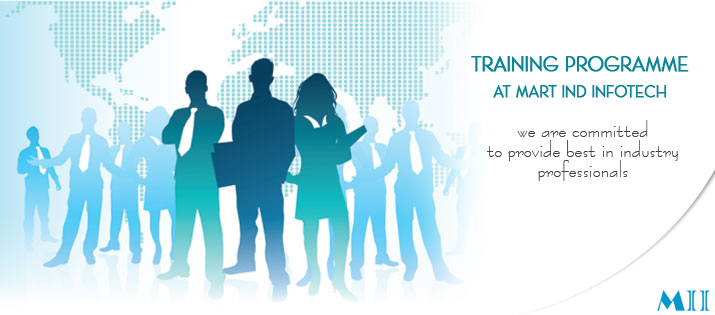 TRAINING PROGRAMME
AT MART IND INFOTECH
we are committed
to provide best in industry
professionals
MII